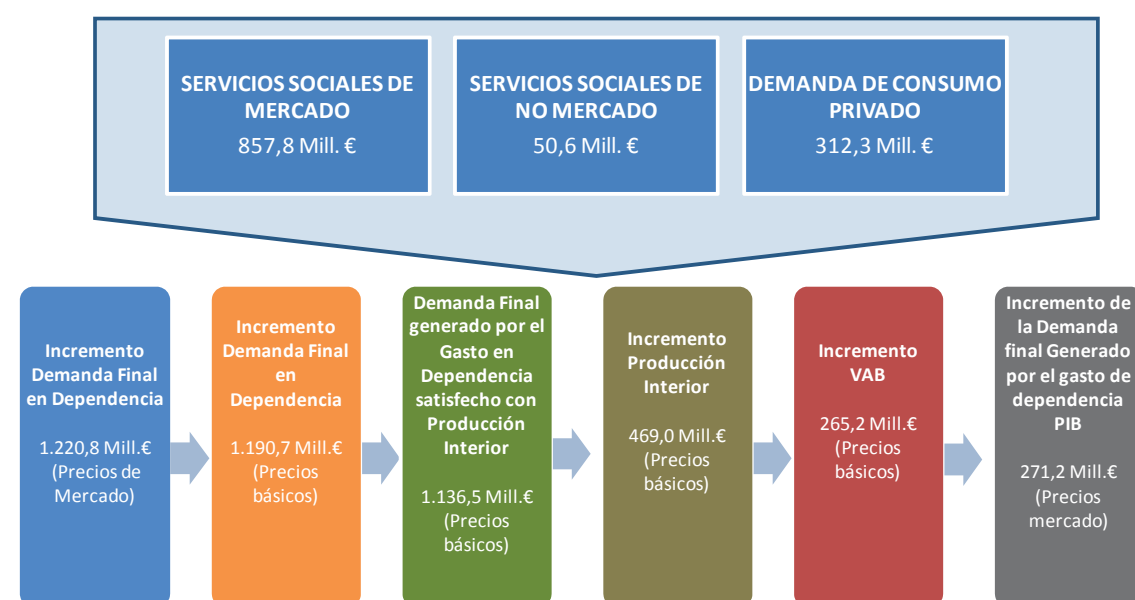 SERVICIOS SOCIALES DE
MERCADO
857,8 Mill. €
SERVICIOS SOCIALES DE
NO MERCADO
50,6 Mill. €
DEMANDA DE CONSUMO
PRIVADO
312,3 Mill. €
Incremento
Demanda Final
en Dependencia
1.220,8 Mill.€
(Precios de
Mercado)
Incremento
Demanda Final
en
Dependencia
1.190,7 Mill.€
(Precios
básicos)
Demanda Final
generado por el
Gasto en
Dependencia
satisfecho con
Producción
Interior
1.136,5 Mill.€
(Precios
básicos)
Incremento
Producción
Interior
469,0 Mill.€
(Precios
básicos)
Incremento
VAB
265,2 Mill.€
(Precios
básicos)
Incremento de
la Demanda
final Generado
por el gasto de
dependencia
PIB
271,2 Mill.€
(Precios
mercado)